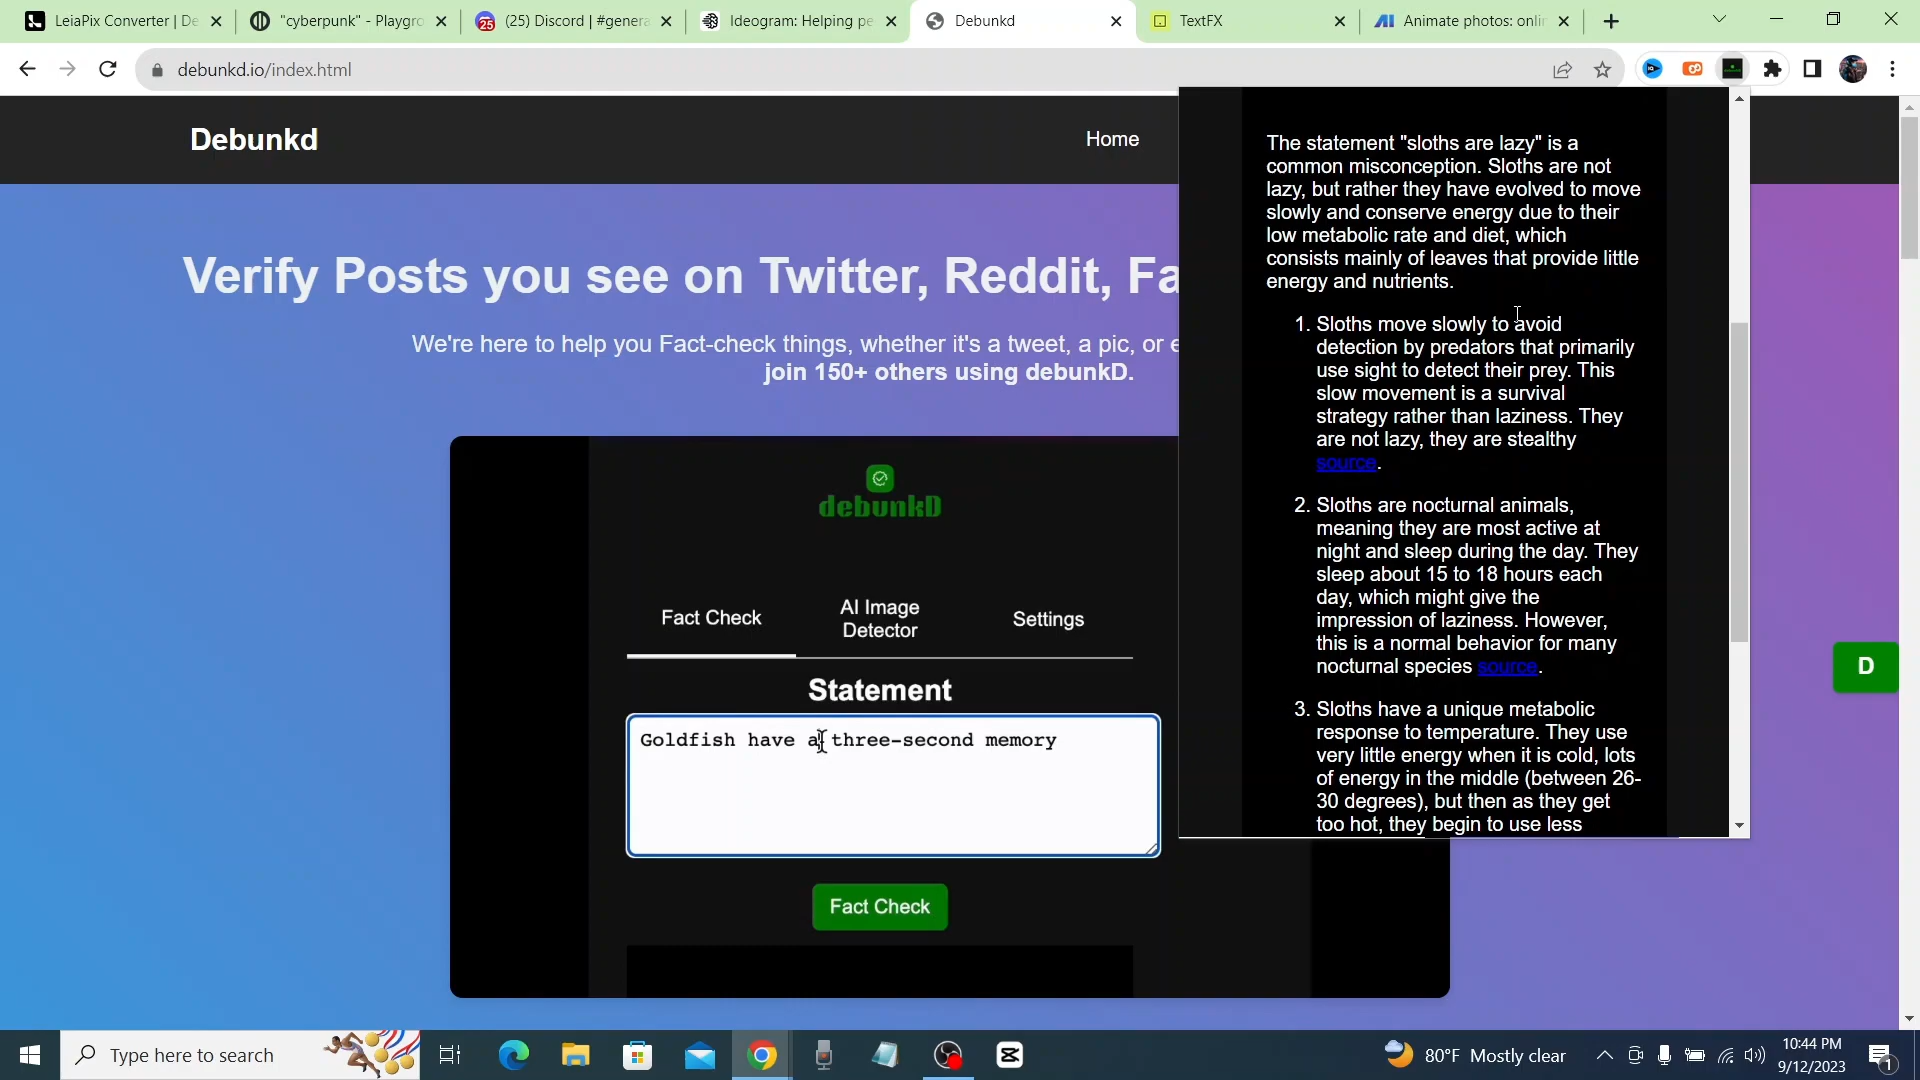 LeiaPix Converter | De
"cyberpunk" - Playgro
(25) Discord | #genera
Ideogram: Helping pe
Debunkd
TextFX
Animate photos: onlin
debunkd.io/index.html
Debunkd
Home
Verify Posts you see on Twitter, Reddit, Fa
We're here to help you Fact-check things, whether it's a tweet, a pic, or e
join 150+ others using debunkD.
debunkD
Fact Check
AI Image
Detector
Settings
Statement
Goldfish have a three-second memory
Fact Check
The statement "sloths are lazy" is a
common misconception. Sloths are not
lazy, but rather they have evolved to move
slowly and conserve energy due to their
low metabolic rate and diet, which
consists mainly of leaves that provide little
energy and nutrients.
1. Sloths move slowly to avoid
detection by predators that primarily
use sight to detect their prey. This
slow movement is a survival
strategy rather than laziness. They
are not lazy, they are stealthy
source.
2. Sloths are nocturnal animals,
meaning they are most active at
night and sleep during the day. They
sleep about 15 to 18 hours each
day, which might give the
impression of laziness. However,
this is a normal behavior for many
nocturnal species source.
3. Sloths have a unique metabolic
response to temperature. They use
very little energy when it is cold, lots
of energy in the middle (between 26-
30 degrees), but then as they get
too hot, they begin to use less
D
Type here to search
80°F Mostly clear
10:44 PM
9/12/2023
1